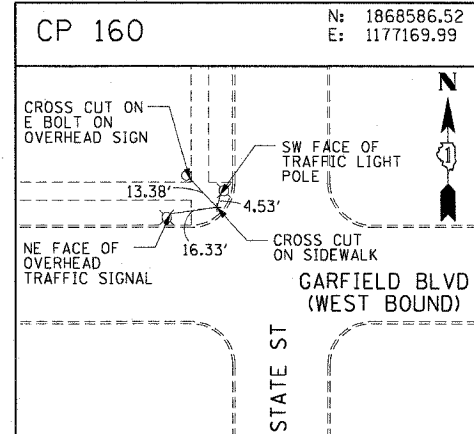 CP 160
N: 1868586.52
E: 1177169.99
N
CROSS CUT ON
E BOLT ON
OVERHEAD SIGN
SW FACE OF
TRAFFIC LIGHT
POLE
13.38'
4.53'
16.33'
NE FACE OF
OVERHEAD
TRAFFIC SIGNAL
CROSS CUT
ON SIDEWALK
GARFIELD BLVD
(WEST BOUND)
STATE ST